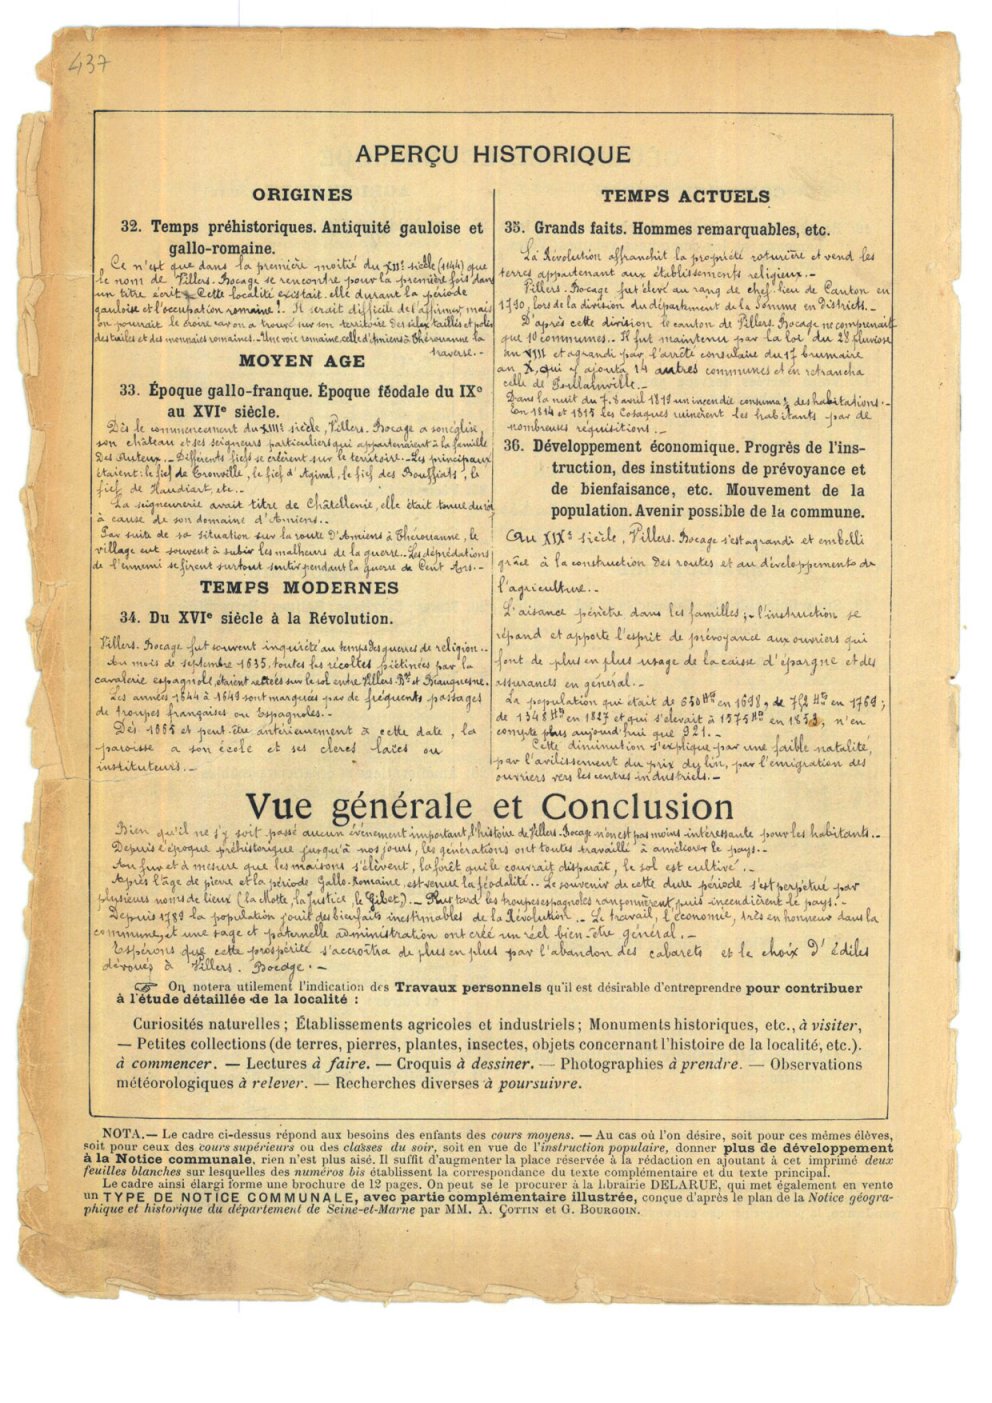 437
APERÇU HISTORIQUE
ORIGINES
32. Temps préhistoriques. Antiquité gauloise et
gallo-romaine.
Ce n'est que dans la première moitié du XIIe siècle (1144) que
le nom de Villers-Bocage se rencontre pour la première fois dans
un titre écrit. Cette localité existait-elle durant la période
gauloise et l'occupation romaine ?. Il serait difficile de l'affirmer, mais
on pourrait le croire car on a trouvé sur son territoire des silex taillés et polis
des tuiles et des monnaies romaines. Une voie romaine, celle d'Amiens à Thérouanne la
traverse.-
MOYEN AGE
33. Époque gallo-franque. Époque féodale du IXe
au XVIe siècle.
Dès le commencement du XIIIe siècle, Villers-Bocage a son église,
son château et ses seigneurs particuliers qui appartenaient à la famille
des Auteux.- Différents fiefs se créèrent sur le territoire.- Les principaux
étaient: le fief de Cronville, le fief d'Agival, le fief des Bouffiats, le
fief de Haudiart, etc..
La seigneurerie avait titre de Châtellenie, elle était tenue du roi
à cause de son domaine d'Amiens..
Par suite de sa situation sur la route d'Amiens à Thérouanne, le
village eut souvent à subir les malheurs de la guerre.. Les déprédations
de l'ennemi se firent surtout sentir pendant la guerre de Cent Ans.-
TEMPS MODERNES
34. Du XVIe siècle à la Révolution.
Villers-Bocage fut souvent inquiété au temps des guerres de religion..
Au mois de septembre 1635, toutes les récoltes piétinées par la
cavalerie espagnole, étaient restées sur le sol entre Villers-Bge et Beauquesne.
Les années 1644 à 1649 sont marquées par de fréquents passages
de troupes françaises ou Espagnoles.-
Dès 1665 et peut-être antérieurement à cette date, la
paroisse a son école et ses clercs laïcs ou
instituteurs.-
TEMPS ACTUELS
35. Grands faits. Hommes remarquables, etc.
La Révolution affranchit la propriété roturière et vend les
terres appartenant aux établissements religieux.-
Villers-Bocage fut élevé au rang de chef-lieu de Canton en
1790, lors de la division du département de la Somme en Districts.-
D'après cette division le canton de Villers-Bocage ne comprenait
que 10 communes.. Il fut maintenu par la loi du 28 pluviose
an VIII et agrandi par l'arrêté consulaire du 17 brumaire
an X, qui y ajouta 14 autres communes et en retrancha
celle de Poulainville.-
Dans la nuit du 7-8 avril 1819 un incendie consuma des habitations.-
En 1814 et 1815 les Cosaques ruinèrent les habitants par de
nombreuses réquisitions.-
36. Développement économique. Progrès de l'ins-
truction, des institutions de prévoyance et
de bienfaisance, etc. Mouvement de la
population. Avenir possible de la commune.
Au XIXe siècle, Villers-Bocage s'est agrandi et embelli
grâce à la construction des routes et au développement de
l'agriculture.-
L'aisance pénètre dans les familles ;- l'instruction se
répand et apporte l'esprit de prévoyance aux ouvriers qui
font de plus en plus usage de la caisse d'épargne et des
assurances en général.-
La population qui était de 650 Hts en 1698, de 752 Hts en 1769;
de 1348 Hts en 1827 et qui s'élevait à 1375 Hts en 1853, n'en
compte plus aujourd'hui que 921.-
Cette diminution s'explique par une faible natalité,
par l'avilissement du prix du lin, par l'émigration des
ouvriers vers les centres industriels.-
Vue générale et Conclusion
Bien qu'il ne s'y soit passé aucun événement important, l'histoire de Villers-Bocage n'en est pas moins intéressante pour les habitants.-
Depuis l'époque préhistorique jusqu'à nos jours, les générations ont toutes travaillé à améliorer le pays.-
Au fur et à mesure que les maisons s'élèvent, la forêt qui le couvrait disparaît, le sol est cultivé..
Après l'âge de pierre et la période Gallo-Romaine, est venue la féodalité.. Le souvenir de cette dure période s'est perpétué par
plusieurs noms de lieux (la Motte, la Justice, le Gibet).- Plus tard les troupes espagnoles rançonnèrent puis incendièrent le pays.-
Depuis 1789 la population jouit des bienfaits inestimables de la Révolution.- Le travail, l'économie, très en honneur dans la
commune, et une sage et paternelle administration ont créé un réel bien-être général.-
Espérons que cette prospérité s'accroîtra de plus en plus par l'abandon des cabarets et le choix d'édiles
dévoués à Villers-Bocage.-
☞ On notera utilement l'indication des Travaux personnels qu'il est désirable d'entreprendre pour contribuer
à l'étude détaillée de la localité :
Curiosités naturelles ; Établissements agricoles et industriels ; Monuments historiques, etc., à visiter,
— Petites collections (de terres, pierres, plantes, insectes, objets concernant l'histoire de la localité, etc.).
à commencer. — Lectures à faire. — Croquis à dessiner. — Photographies à prendre. — Observations
météorologiques à relever. — Recherches diverses à poursuivre.
NOTA.— Le cadre ci-dessus répond aux besoins des enfants des cours moyens. — Au cas où l'on désire, soit pour ces mêmes élèves,
soit pour ceux des cours supérieurs ou des classes du soir, soit en vue de l'instruction populaire, donner plus de développement
à la Notice communale, rien n'est plus aisé. Il suffit d'augmenter la place réservée à la rédaction en ajoutant à cet imprimé deux
feuilles blanches sur lesquelles des numéros bis établissent la correspondance du texte complémentaire et du texte principal.
Le cadre ainsi élargi forme une brochure de 12 pages. On peut se le procurer à la librairie DELARUE, qui met également en vente
un TYPE DE NOTICE COMMUNALE, avec partie complémentaire illustrée, conçue d'après le plan de la Notice géogra-
phique et historique du département de Seine-et-Marne par MM. A. COTTIN et G. BOURGOIN.